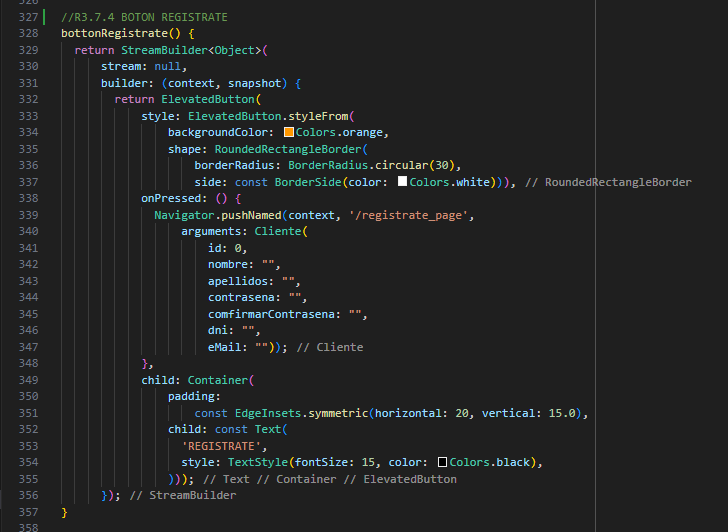 326
327 //R3.7.4 BOTON REGISTRATE
328 bottonRegistrate() {
329   return StreamBuilder<Object>(
330       stream: null,
331       builder: (context, snapshot) {
332         return ElevatedButton(
333             style: ElevatedButton.styleFrom(
334                 backgroundColor: Colors.orange,
335                 shape: RoundedRectangleBorder(
336                     borderRadius: BorderRadius.circular(30),
337                     side: const BorderSide(color: Colors.white))), // RoundedRectangleBorder
338             onPressed: () {
339               Navigator.pushNamed(context, '/registrate_page',
340                   arguments: Cliente(
341                       id: 0,
342                       nombre: "",
343                       apellidos: "",
344                       contrasena: "",
345                       comfirmarContrasena: "",
346                       dni: "",
347                       eMail: "")); // Cliente
348             },
349             child: Container(
350                 padding:
351                     const EdgeInsets.symmetric(horizontal: 20, vertical: 15.0),
352                 child: const Text(
353                   'REGISTRATE',
354                   style: TextStyle(fontSize: 15, color: Colors.black),
355                 ))); // Text // Container // ElevatedButton
356       }); // StreamBuilder
357 }
358